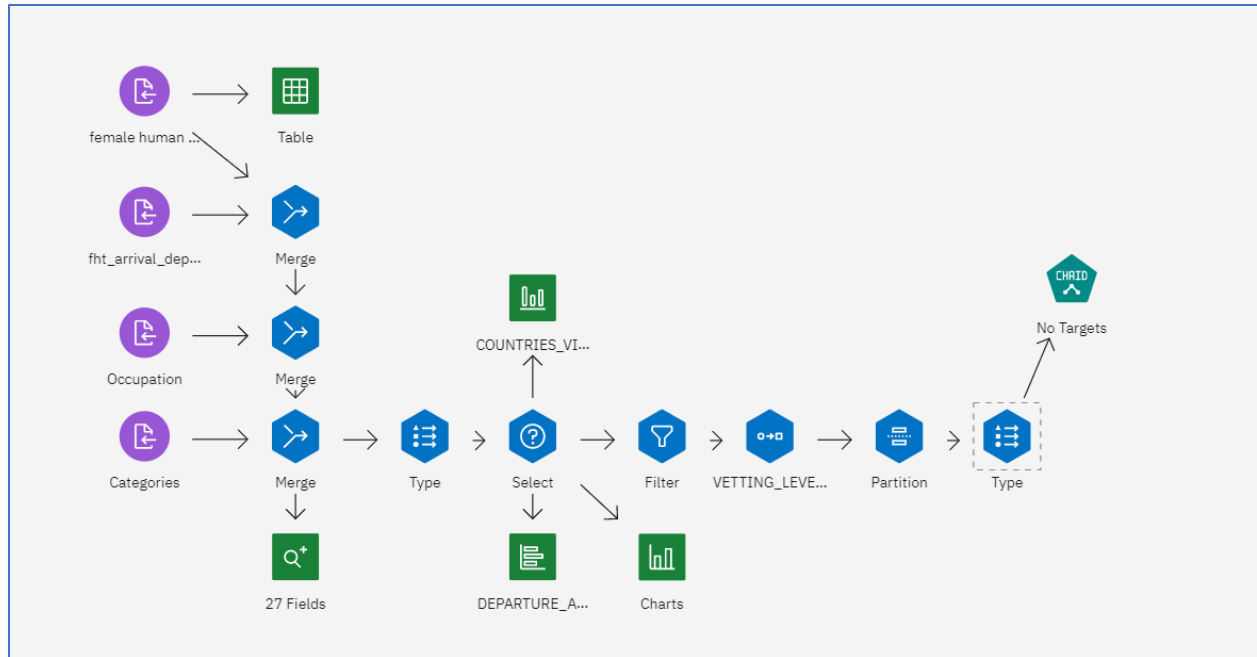 female human ...
Table
fht_arrival_dep...
Merge
CHAID
No Targets
COUNTRIES_VI...
Occupation
Merge
Categories
Merge
Type
Select
Filter
VETTING_LEVE...
Partition
Type
27 Fields
DEPARTURE_A...
Charts